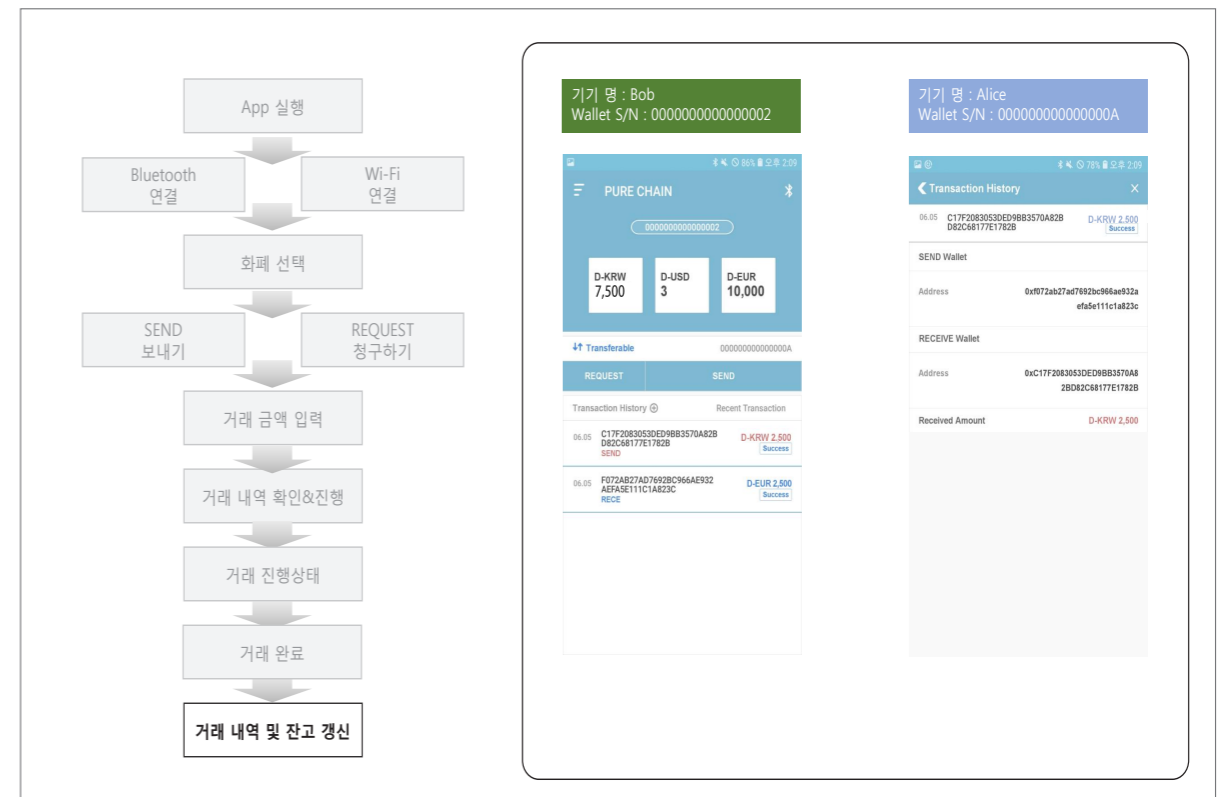 App 실행
Bluetooth
연결
Wi-Fi
연결
화폐 선택
SEND
보내기
REQUEST
청구하기
거래 금액 입력
거래 내역 확인&진행
거래 진행상태
거래 완료
거래 내역 및 잔고 갱신
기기 명 : Bob
Wallet S/N : 0000000000000002
86% 오후 2:09
PURE CHAIN
0000000000000002
D-KRW
7,500
D-USD
3
D-EUR
10,000
Transferable 000000000000000A
REQUEST SEND
Transaction History Recent Transaction
06.05 C17F2083053DED9BB3570A82B D-KRW 2,500
D82C68177E1782B Success
SEND
06.05 F072AB27AD7692BC966AE932 D-EUR 2,500
AEFA5E111C1A823C Success
RECE
기기 명 : Alice
Wallet S/N : 000000000000000A
78% 오후 2:09
Transaction History X
06.05 C17F2083053DED9BB3570A82B D-KRW 2,500
D82C68177E1782B Success
SEND Wallet
Address 0xf072ab27ad7692bc966ae932a
efa5e111c1a823c
RECEIVE Wallet
Address 0xC17F2083053DED9BB3570A8
2BD82C68177E1782B
Received Amount D-KRW 2,500